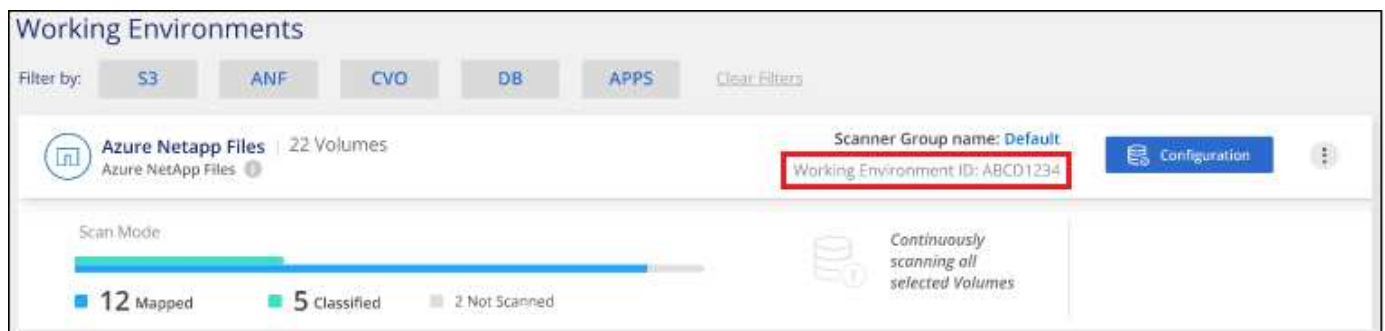 Working Environments
Filter by: S3 ANF CVO DB APPS Clear Filters
Azure Netapp Files 22 Volumes Scanner Group name: Default
Azure NetApp Files Working Environment ID: ABCD1234 Configuration
Scan Mode
Continuously
scanning all
selected Volumes
12 Mapped 5 Classified 2 Not Scanned